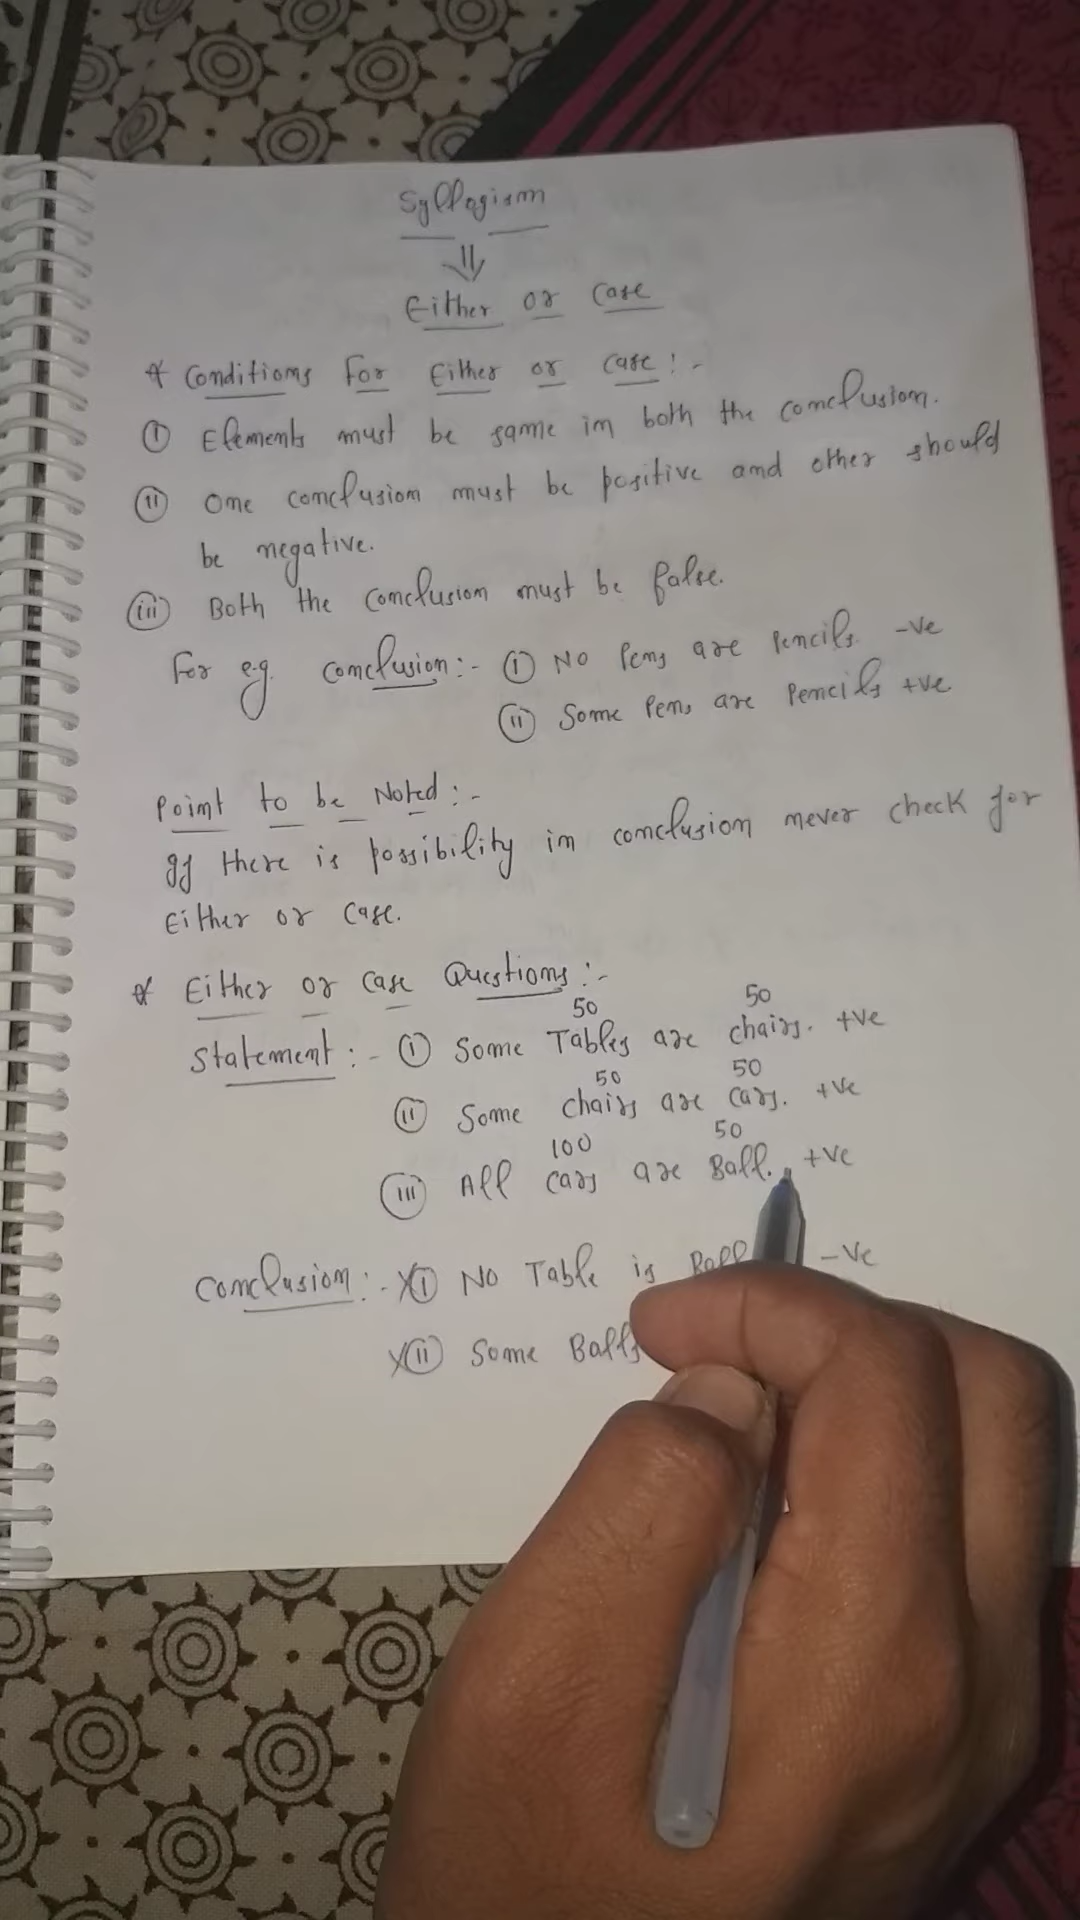 Syllogism
⇓
Either or Case
* Conditions for Either or case :-
(i) Elements must be same in both the conclusion.
(ii) One conclusion must be positive and other should
be negative.
(iii) Both the conclusion must be false.
For e.g. conclusion :- (i) No Pens are Pencils. -ve
(ii) Some Pens are Pencils +ve
Point to be Noted :-
If there is possibility in conclusion never check for
Either or Case.
* Either or Case Questions :-
50 50
Statement :- (i) Some Tables are chairs. +ve
50 50
(ii) Some chairs are cars. +ve
100 50
(iii) All cars are Ball. +ve
Conclusion :- X(i) No Table is Ball -ve
X(ii) Some Balls